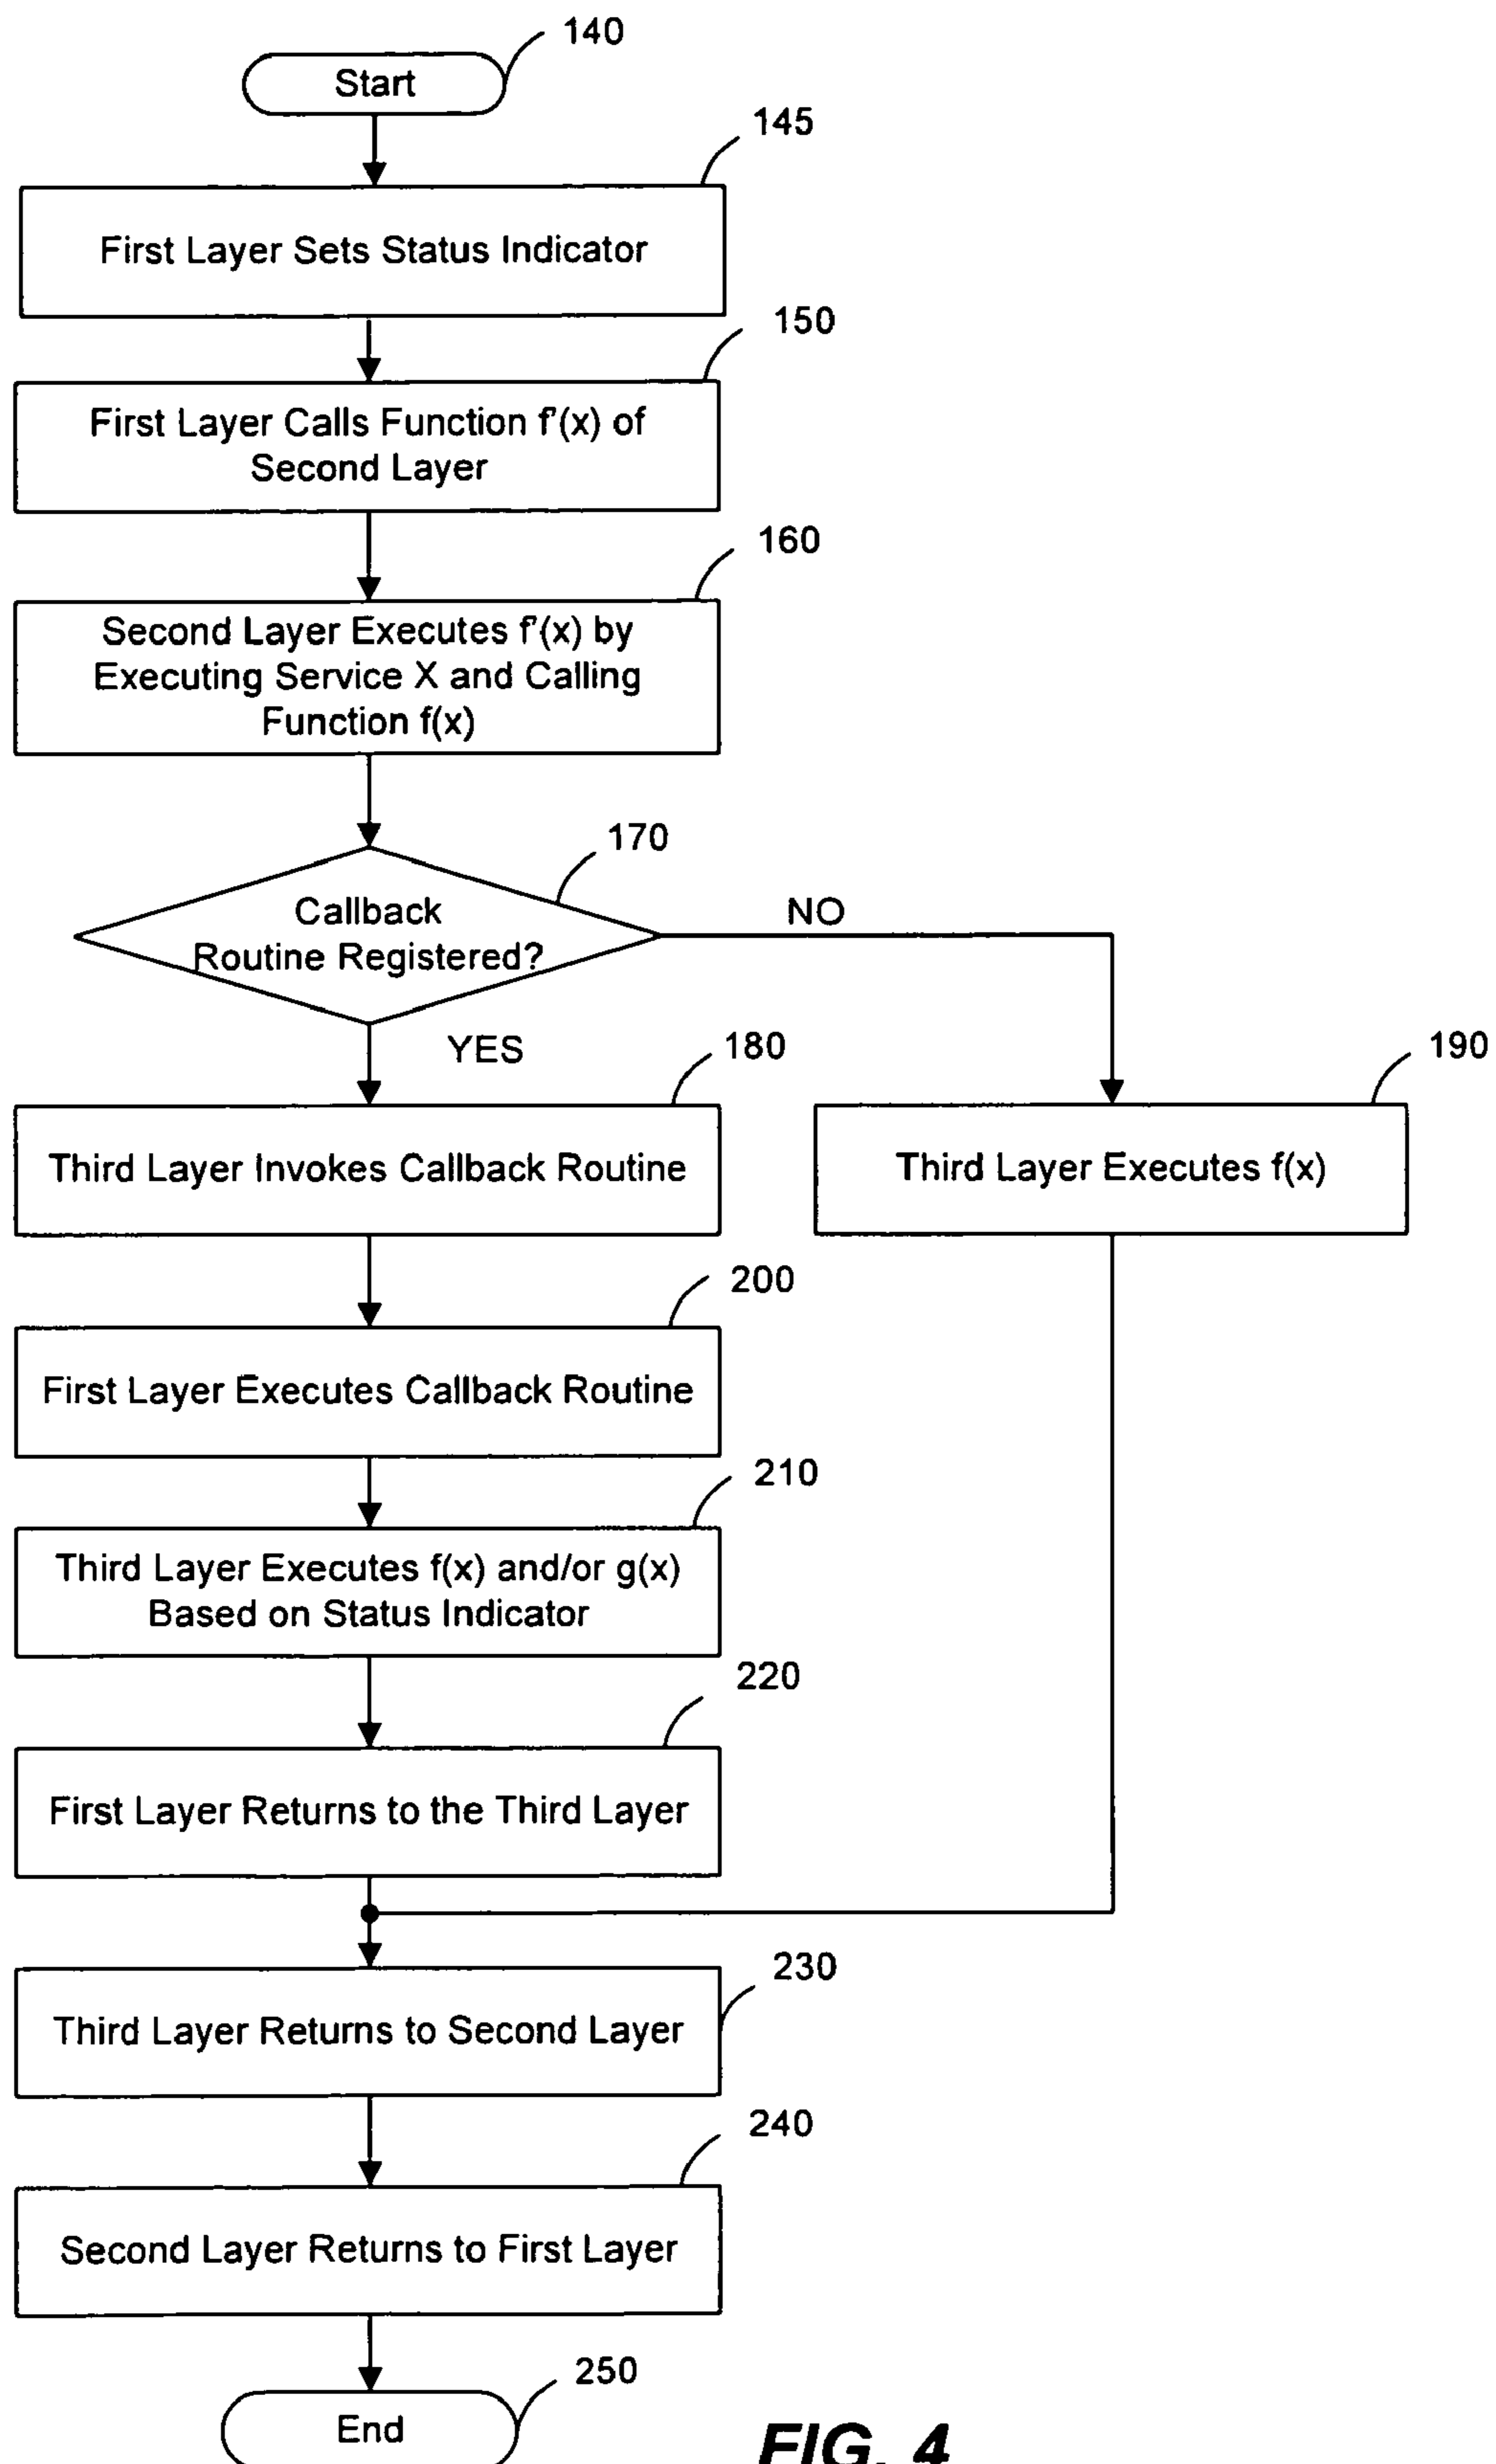 140
Start
145
First Layer Sets Status Indicator
150
First Layer Calls Function f'(x) of
Second Layer
160
Second Layer Executes f'(x) by
Executing Service X and Calling
Function f(x)
170
Callback
Routine Registered?
NO
YES
180
Third Layer Invokes Callback Routine
190
Third Layer Executes f(x)
200
First Layer Executes Callback Routine
210
Third Layer Executes f(x) and/or g(x)
Based on Status Indicator
220
First Layer Returns to the Third Layer
230
Third Layer Returns to Second Layer
240
Second Layer Returns to First Layer
250
End
FIG. 4